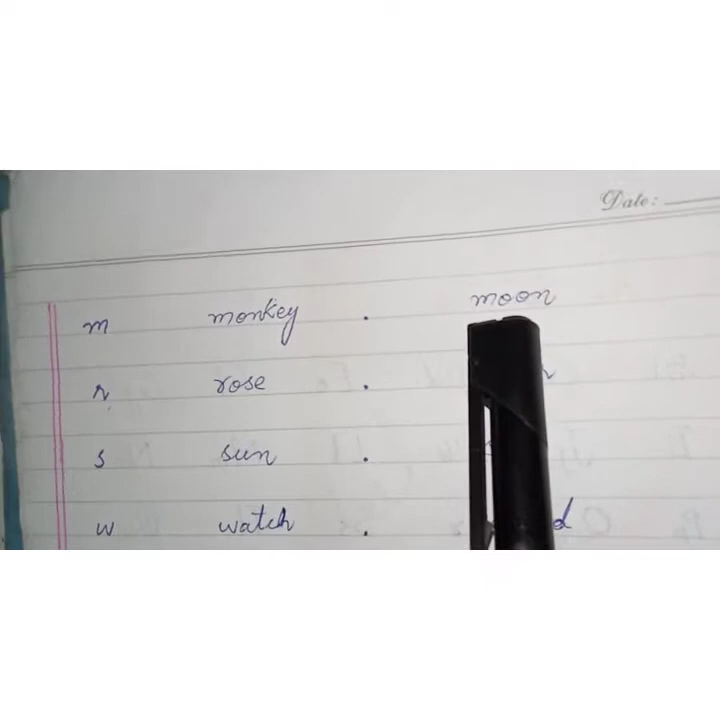 Date:
m monkey . moon
r rose .
s sun .
w watch .